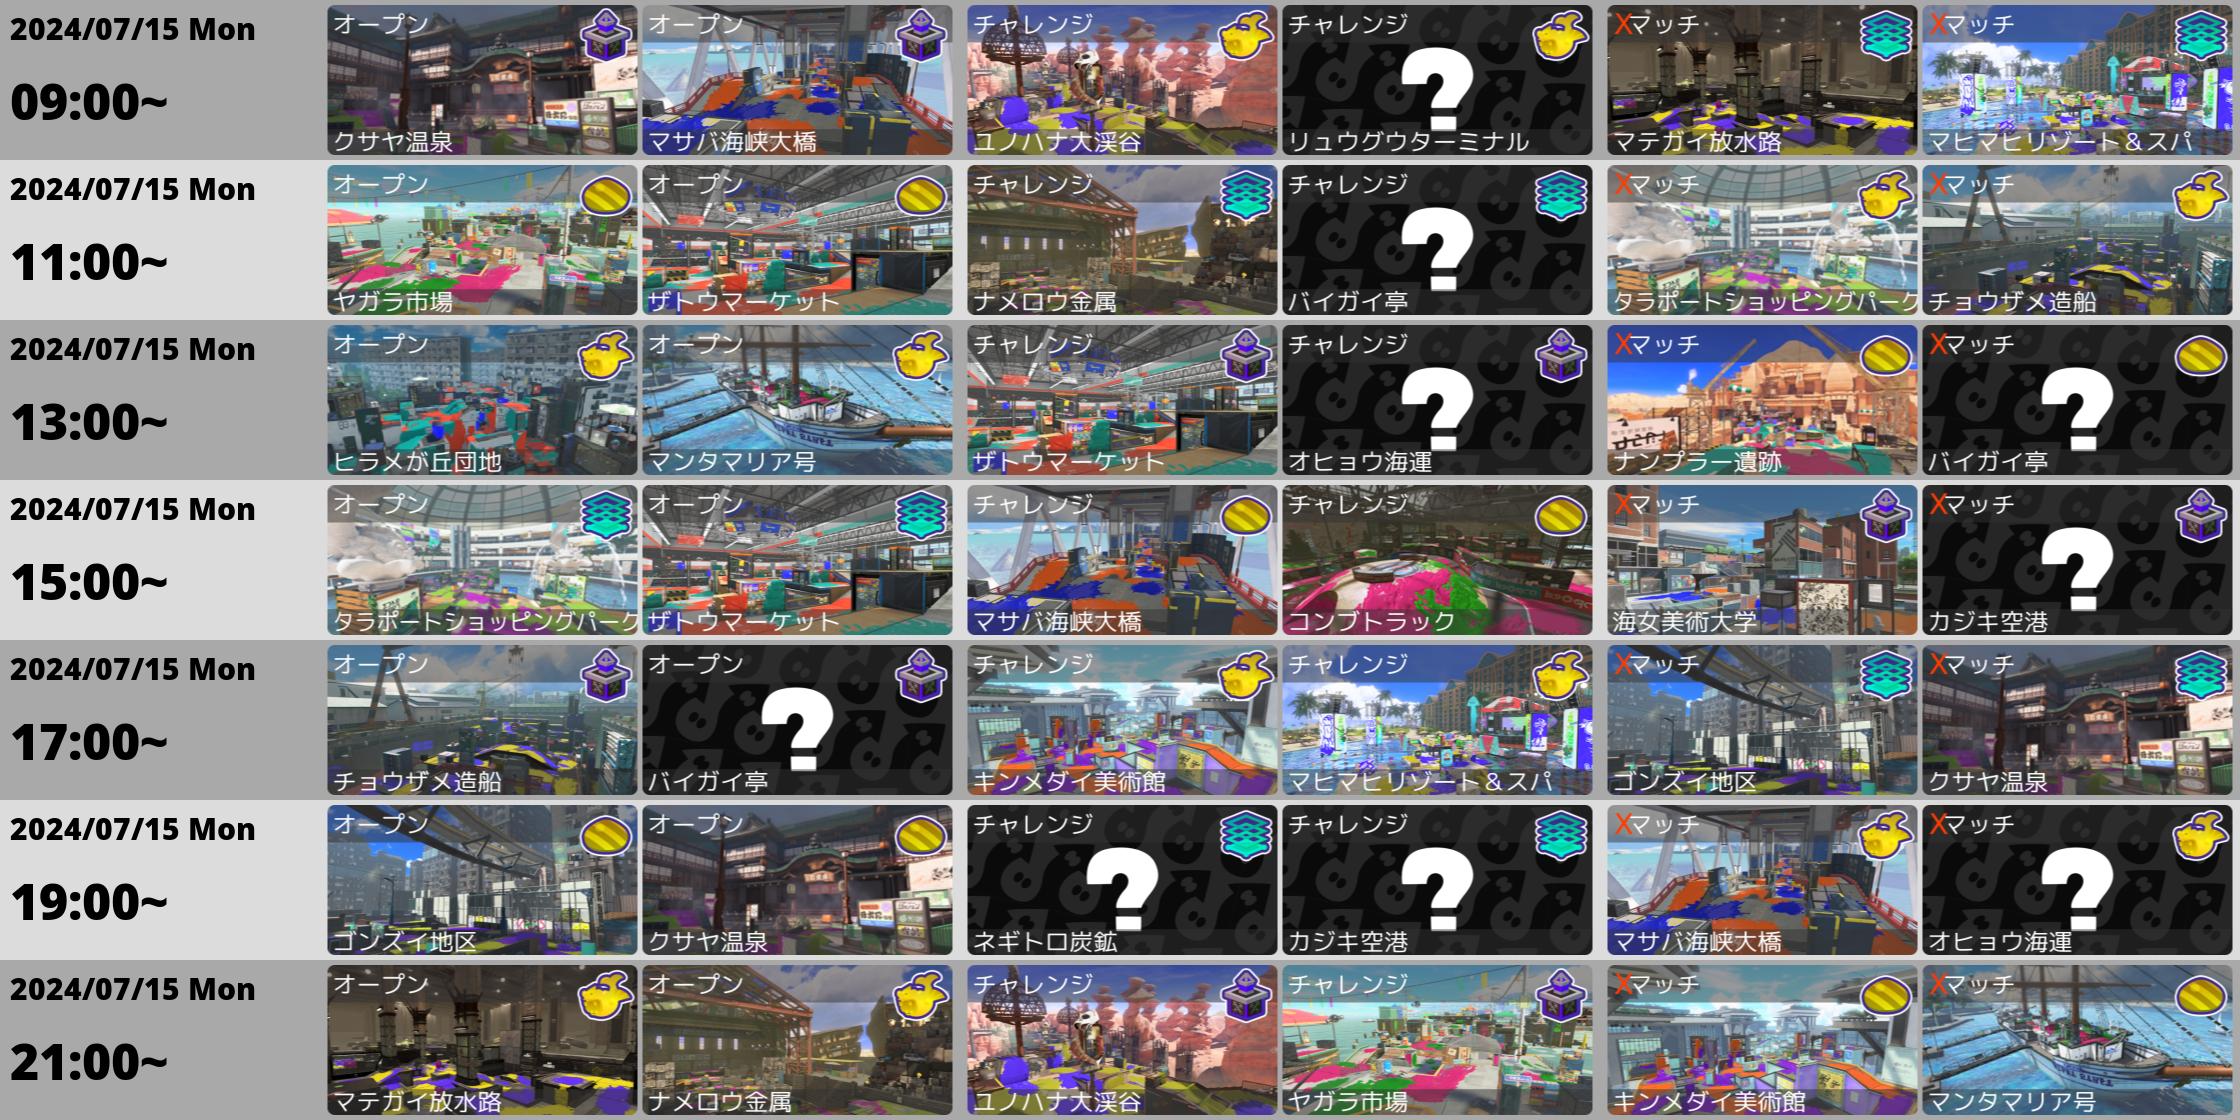 2024/07/15 Mon
09:00~
オープン
クサヤ温泉
オープン
マサバ海峡大橋
チャレンジ
ユノハナ大渓谷
チャレンジ
?
リュウグウターミナル
Xマッチ
マテガイ放水路
Xマッチ
マヒマヒリゾート＆スパ
2024/07/15 Mon
11:00~
オープン
ヤガラ市場
オープン
ザトウマーケット
チャレンジ
ナメロウ金属
チャレンジ
?
バイガイ亭
Xマッチ
タラポートショッピングパーク
Xマッチ
チョウザメ造船
2024/07/15 Mon
13:00~
オープン
ヒラメが丘団地
オープン
マンタマリア号
チャレンジ
ザトウマーケット
チャレンジ
?
オヒョウ海運
Xマッチ
ナンプラー遺跡
Xマッチ
?
バイガイ亭
2024/07/15 Mon
15:00~
オープン
タラポートショッピングパーク
オープン
ザトウマーケット
チャレンジ
マサバ海峡大橋
チャレンジ
コンブトラック
Xマッチ
海女美術大学
Xマッチ
?
カジキ空港
2024/07/15 Mon
17:00~
オープン
チョウザメ造船
オープン
?
バイガイ亭
チャレンジ
キンメダイ美術館
チャレンジ
マヒマヒリゾート＆スパ
Xマッチ
ゴンズイ地区
Xマッチ
クサヤ温泉
2024/07/15 Mon
19:00~
オープン
ゴンズイ地区
オープン
クサヤ温泉
チャレンジ
?
ネギトロ炭鉱
チャレンジ
?
カジキ空港
Xマッチ
マサバ海峡大橋
Xマッチ
?
オヒョウ海運
2024/07/15 Mon
21:00~
オープン
マテガイ放水路
オープン
ナメロウ金属
チャレンジ
ユノハナ大渓谷
チャレンジ
ヤガラ市場
Xマッチ
キンメダイ美術館
Xマッチ
マンタマリア号